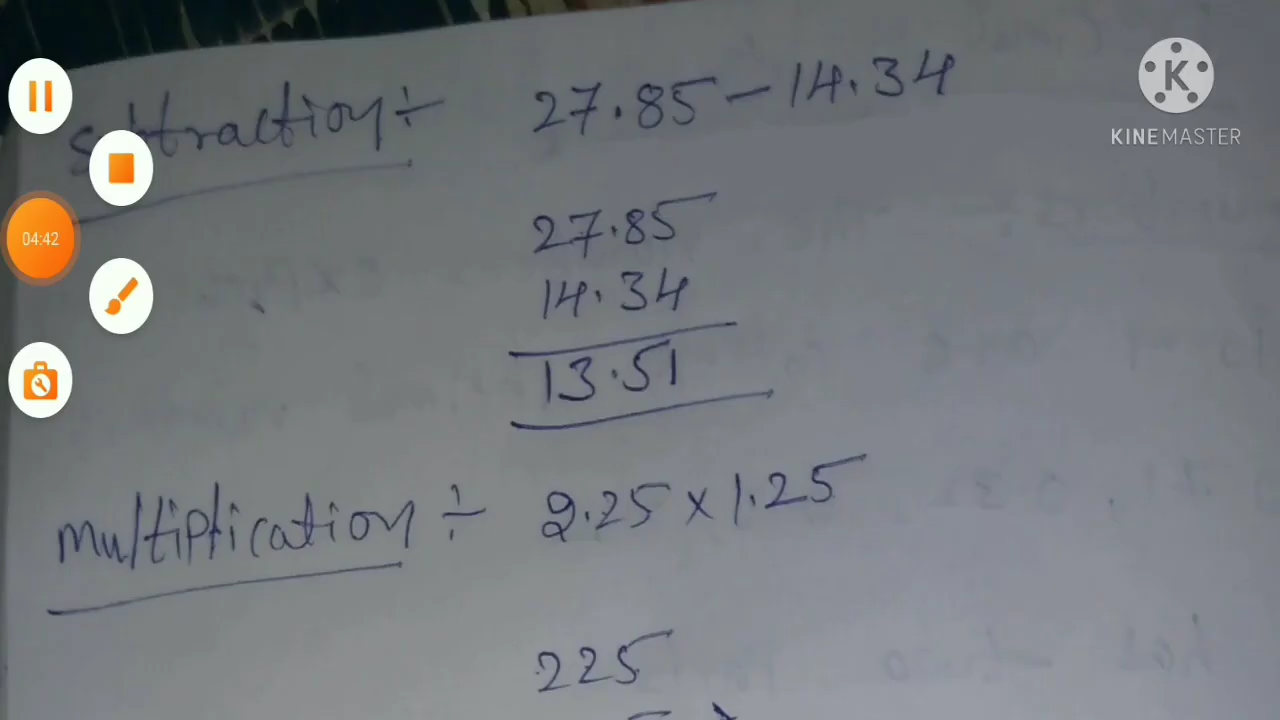 subtraction ÷ 27.85 - 14.34
KINEMASTER
04:42
27.85
14.34
13.51
multiplication ÷ 2.25 x 1.25
225